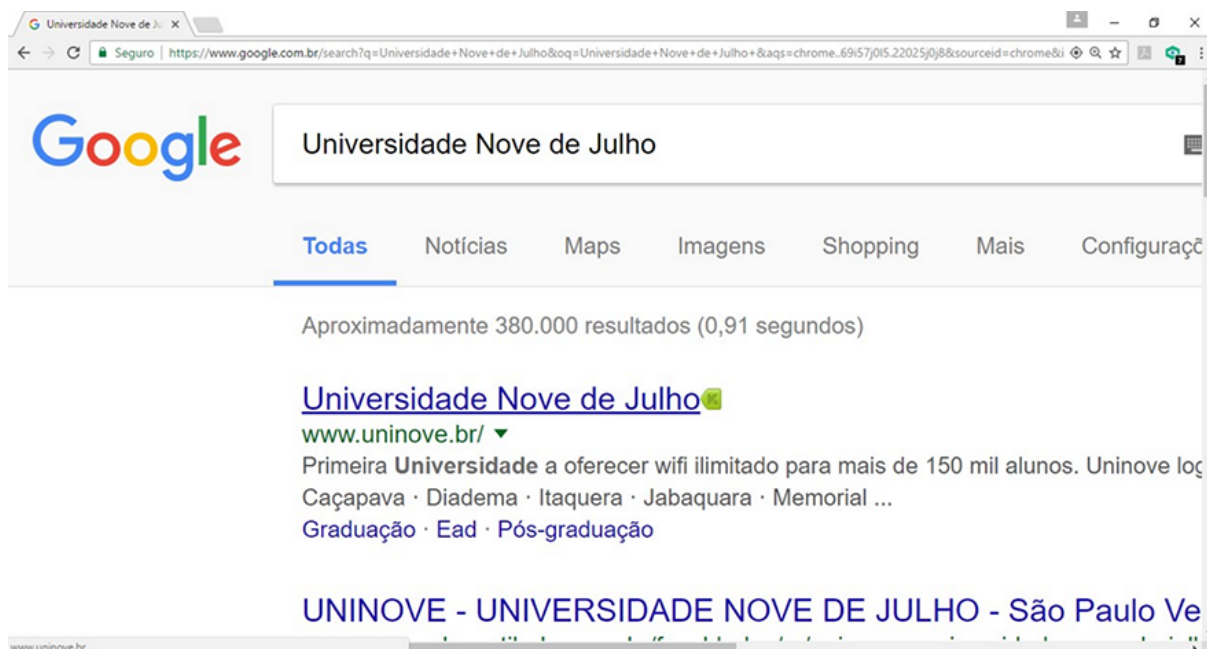 Universidade Nove de Ju
Seguro | https://www.google.com.br/search?q=Universidade+Nove+de+Julho&oq=Universidade+Nove+de+Julho+&aqs=chrome..69i57j0l5.22025j0j8&sourceid=chrome&i
Google
Universidade Nove de Julho
Todas Notícias Maps Imagens Shopping Mais Configuraçõ
Aproximadamente 380.000 resultados (0,91 segundos)
Universidade Nove de Julho
www.uninove.br/
Primeira Universidade a oferecer wifi ilimitado para mais de 150 mil alunos. Uninove log
Caçapava · Diadema · Itaquera · Jabaquara · Memorial ...
Graduação · Ead · Pós-graduação
UNINOVE - UNIVERSIDADE NOVE DE JULHO - São Paulo Ve
www.uninove.br